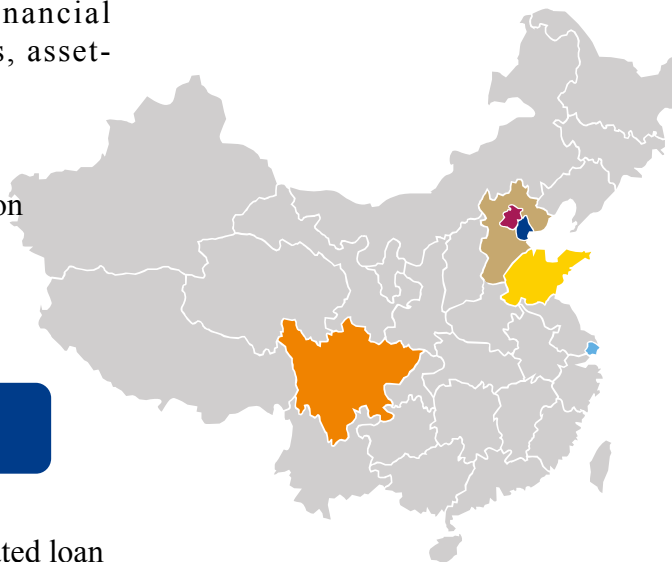 nancial
s, asset-
on
ted loan